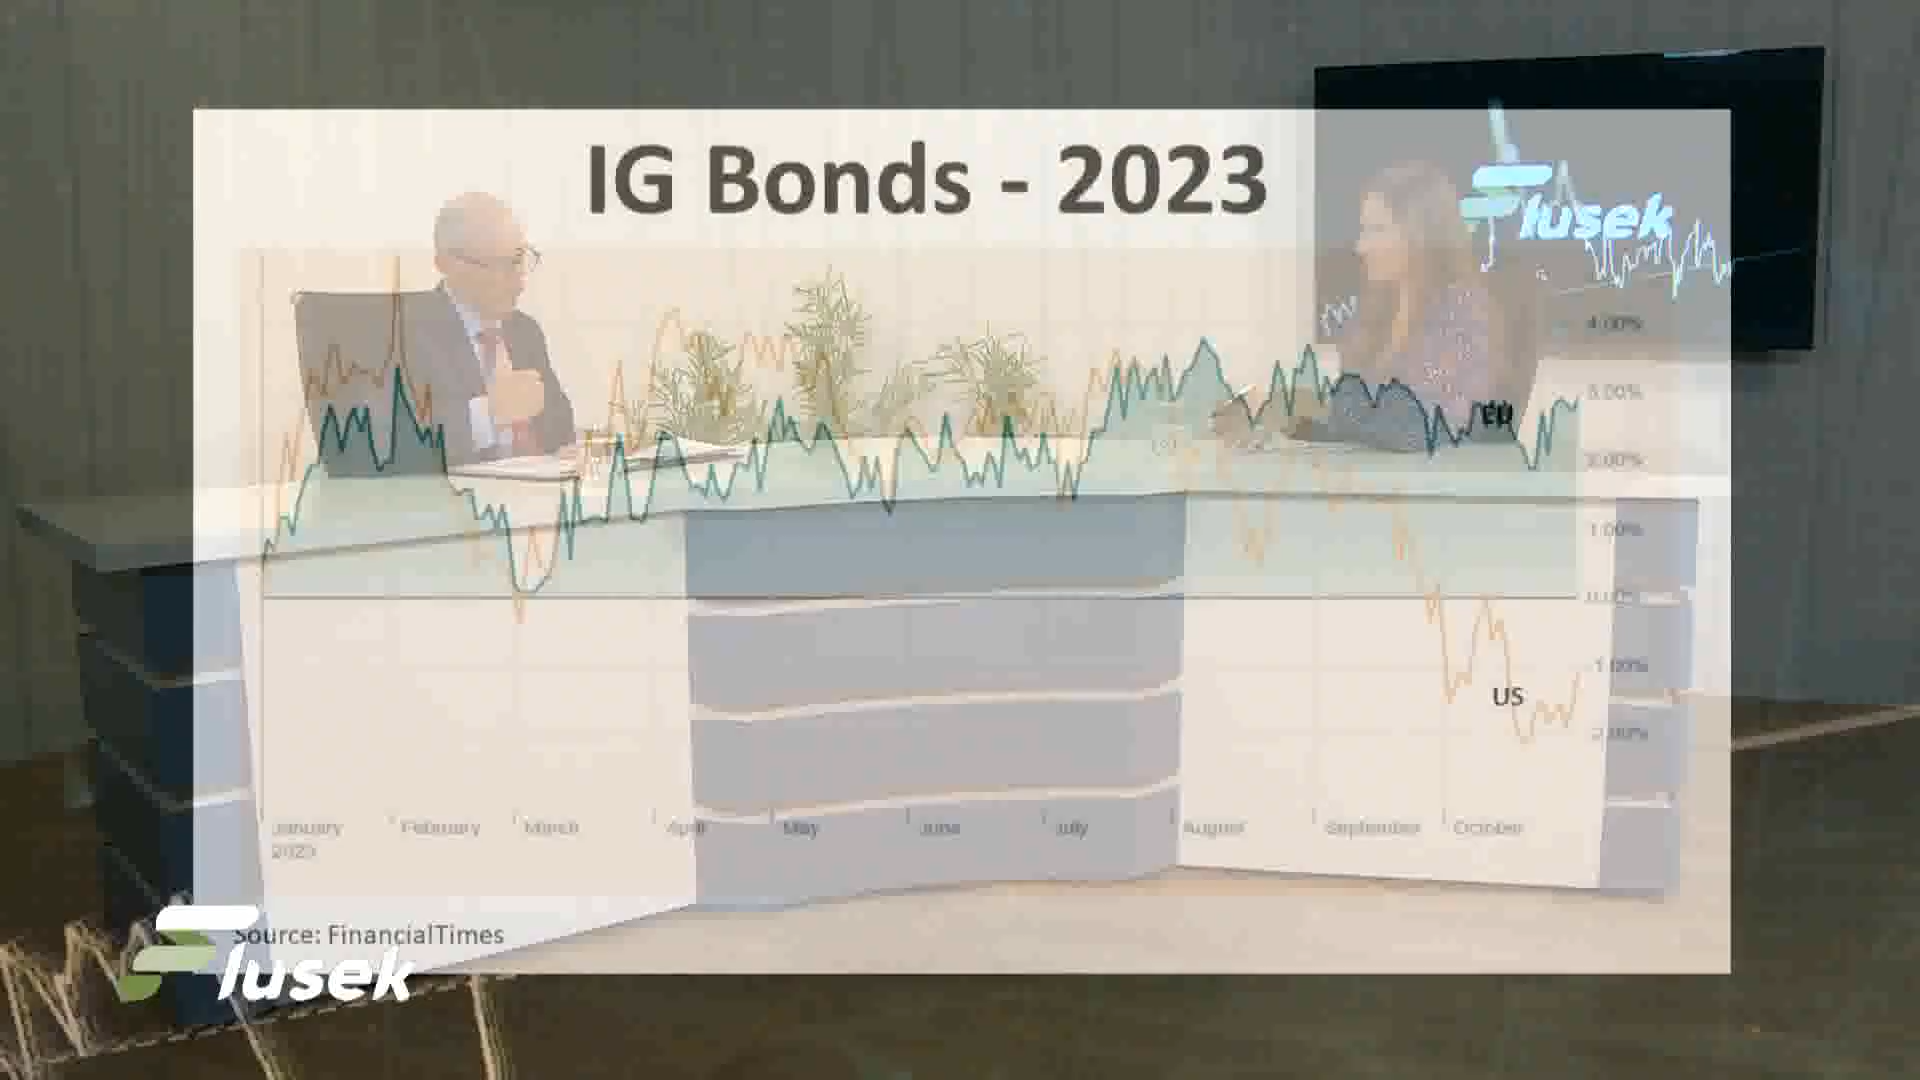 IG Bonds - 2023
Flusek
4.00%
3.00%
EU
2.00%
1.00%
0.00%
-1.00%
US
-2.00%
January February March April May June July August September October
2023
Source: FinancialTimes
Flusek